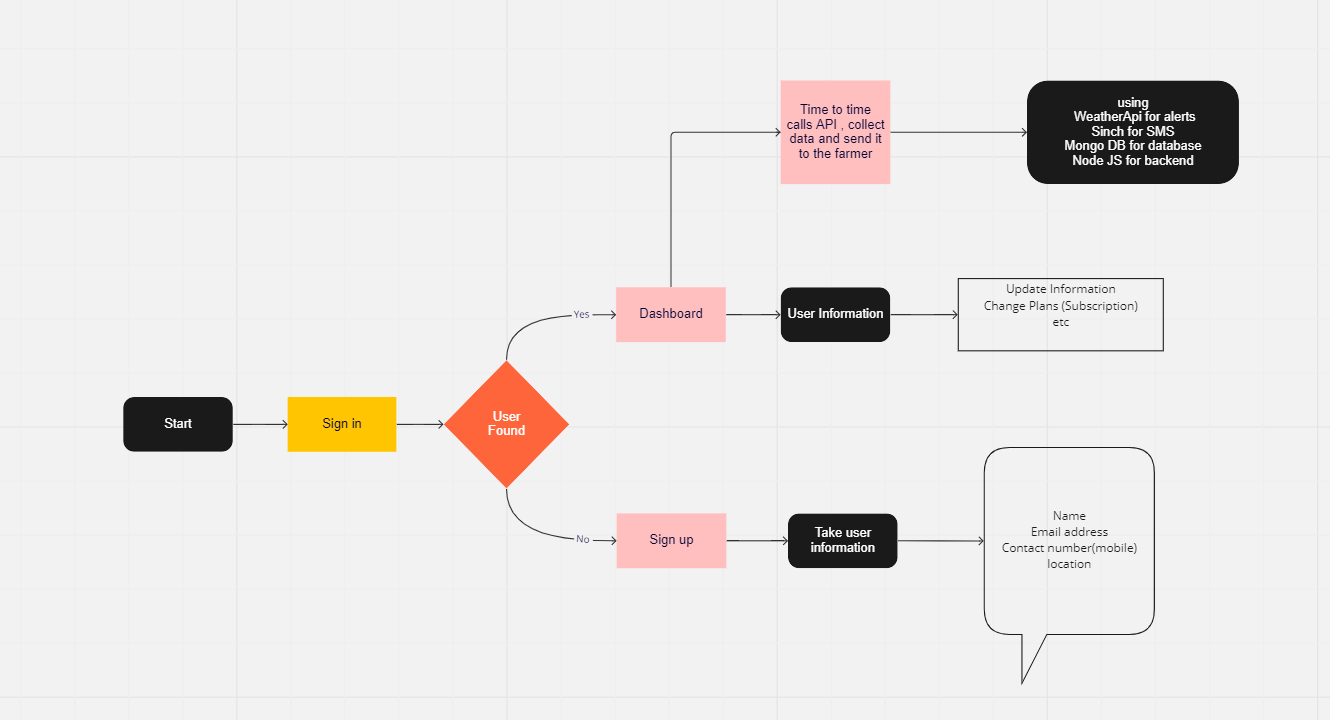 Time to time
calls API , collect
data and send it
to the farmer
using
WeatherApi for alerts
Sinch for SMS
Mongo DB for database
Node JS for backend
Yes
Dashboard
User Information
Update Information
Change Plans (Subscription)
etc
Start
Sign in
User
Found
No
Sign up
Take user
information
Name
Email address
Contact number(mobile)
location